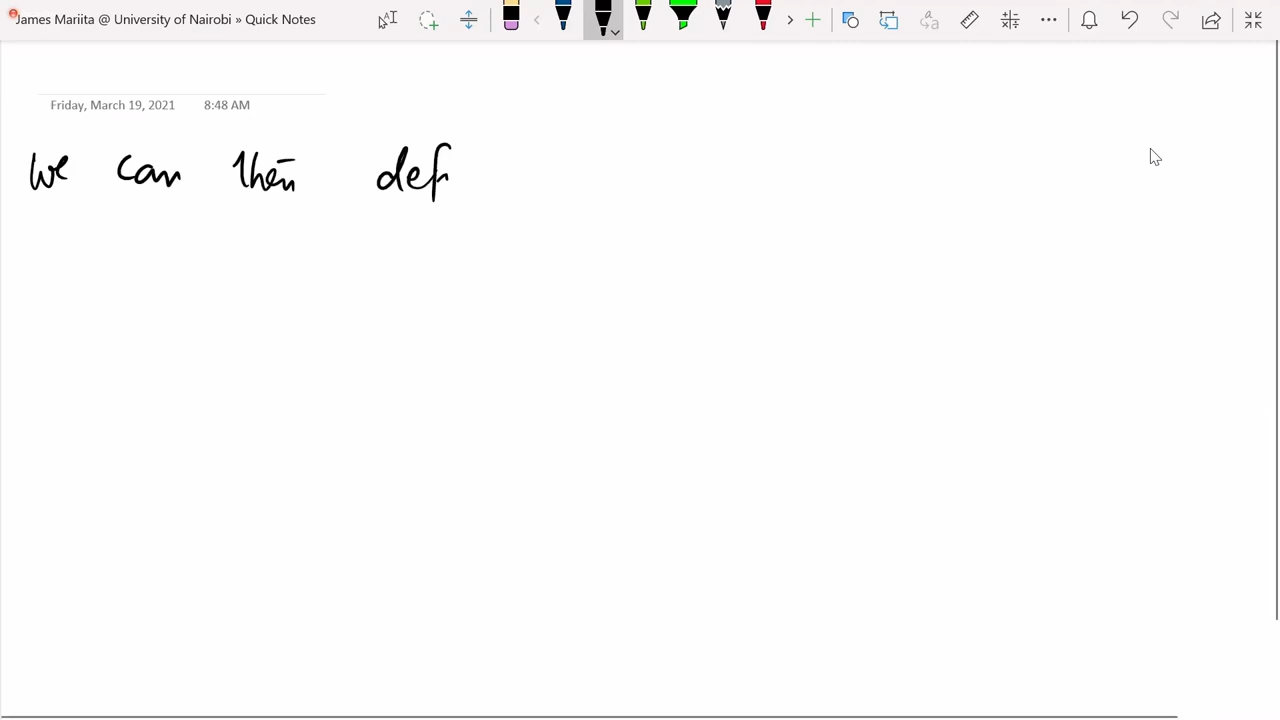 James Mariita @ University of Nairobi » Quick Notes
Friday, March 19, 2021 8:48 AM
We can then def